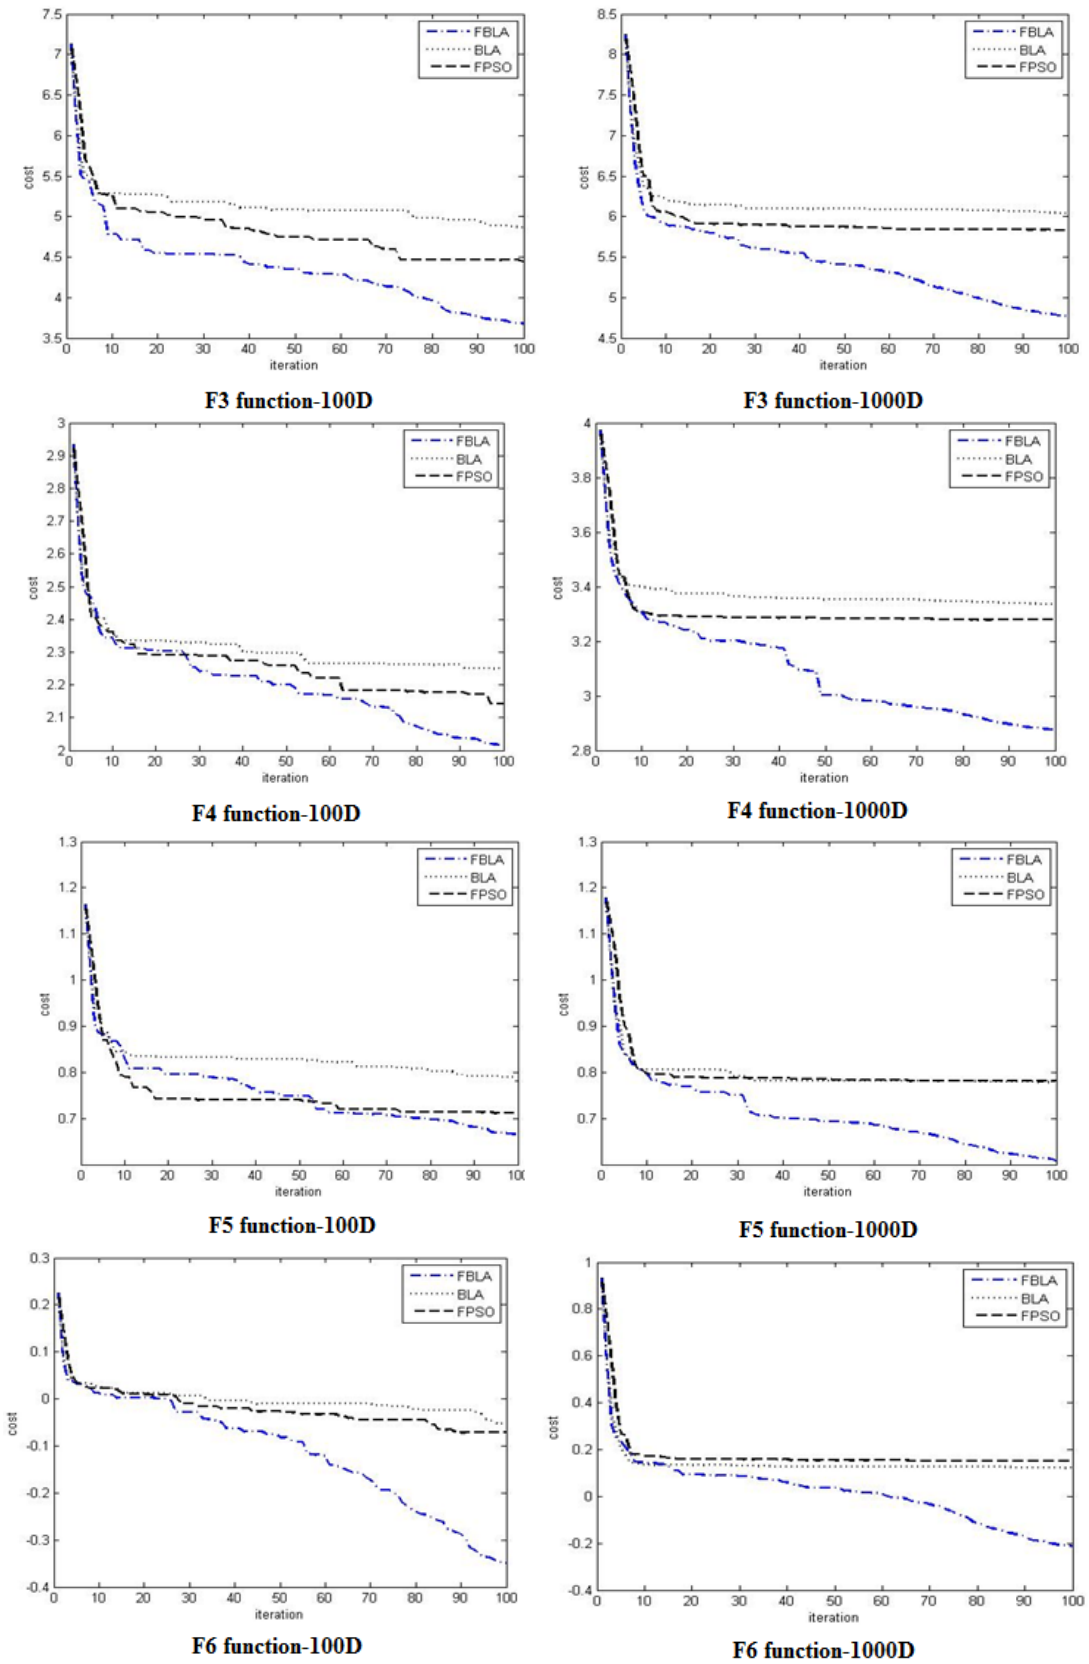 7.5
7
6.5
6
5.5
5
4.5
4
3.5
cost
FBLA
BLA
FPSO
0 10 20 30 40 50 60 70 80 90 100
iteration
F3 function-100D
8.5
8
7.5
7
6.5
6
5.5
5
4.5
cost
FBLA
BLA
FPSO
0 10 20 30 40 50 60 70 80 90 100
iteration
F3 function-1000D
3
2.9
2.8
2.7
2.6
2.5
2.4
2.3
2.2
2.1
2
cost
FBLA
BLA
FPSO
0 10 20 30 40 50 60 70 80 90 100
iteration
F4 function-100D
4
3.8
3.6
3.4
3.2
3
2.8
cost
FBLA
BLA
FPSO
0 10 20 30 40 50 60 70 80 90 100
iteration
F4 function-1000D
1.3
1.2
1.1
1
0.9
0.8
0.7
cost
FBLA
BLA
FPSO
0 10 20 30 40 50 60 70 80 90 100
iteration
F5 function-100D
1.3
1.2
1.1
1
0.9
0.8
0.7
cost
FBLA
BLA
FPSO
0 10 20 30 40 50 60 70 80 90 100
iteration
F5 function-1000D
0.3
0.2
0.1
0
-0.1
-0.2
-0.3
-0.4
cost
FBLA
BLA
FPSO
0 10 20 30 40 50 60 70 80 90 100
iteration
F6 function-100D
1
0.8
0.6
0.4
0.2
0
-0.2
-0.4
cost
FBLA
BLA
FPSO
0 10 20 30 40 50 60 70 80 90 100
iteration
F6 function-1000D